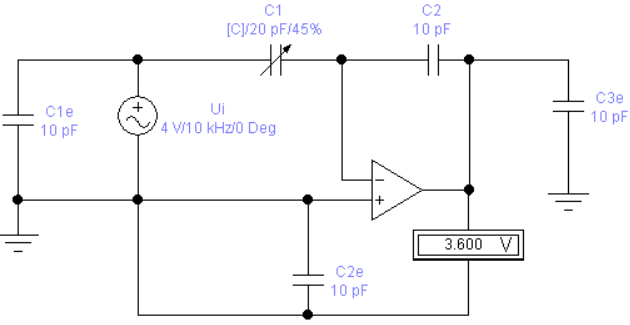 C1
[C]/20 pF/45%
C2
10 pF
C1e
10 pF
Ui
4 V/10 kHz/0 Deg
C3e
10 pF
3.600 V
C2e
10 pF